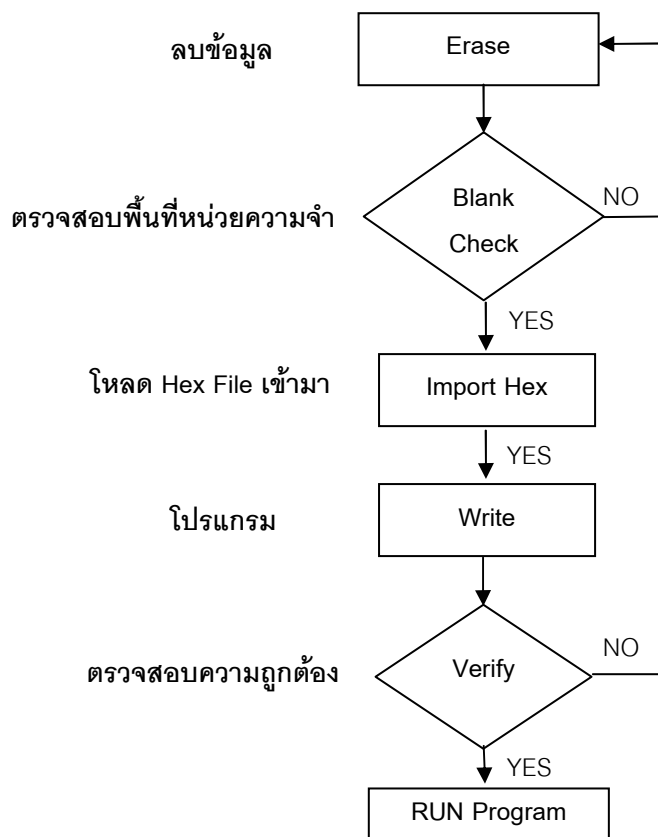 ลบข้อมูล
Erase
ตรวจสอบพื้นที่หน่วยความจำ
Blank
Check
NO
YES
โหลด Hex File เข้ามา
Import Hex
YES
โปรแกรม
Write
ตรวจสอบความถูกต้อง
Verify
NO
YES
RUN Program